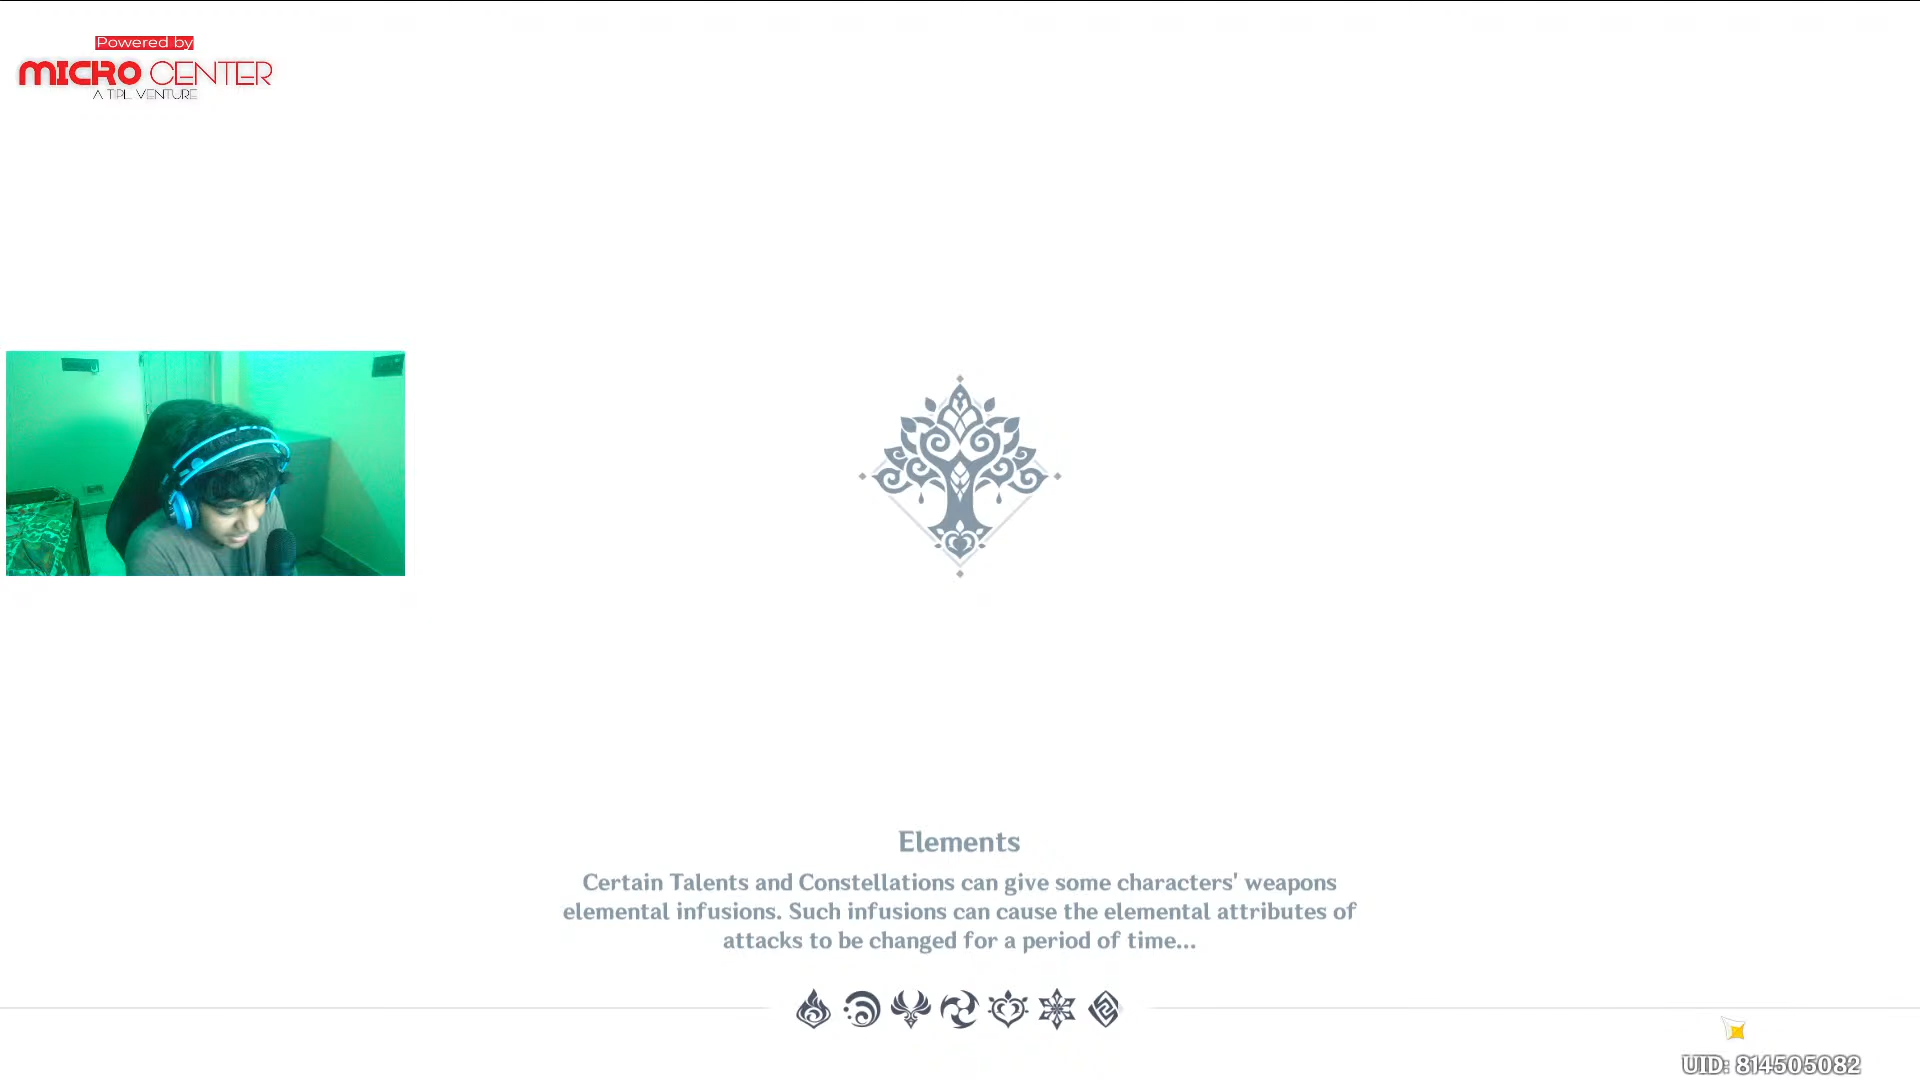 Powered by
MICRO CENTER
A TIPL VENTURE
Elements
Certain Talents and Constellations can give some characters' weapons
elemental infusions. Such infusions can cause the elemental attributes of
attacks to be changed for a period of time...
UID: 814505082